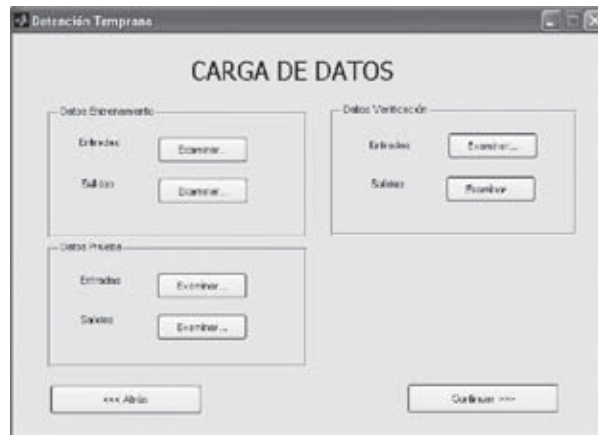 Detención Temprana
CARGA DE DATOS
Datos Entrenamiento
Entradas
Examinar...
Salidas
Examinar...
Datos Verificación
Entradas
Examinar...
Salidas
Examinar
Datos Prueba
Entradas
Examinar...
Salidas
Examinar...
<<< Atrás
Continuar >>>